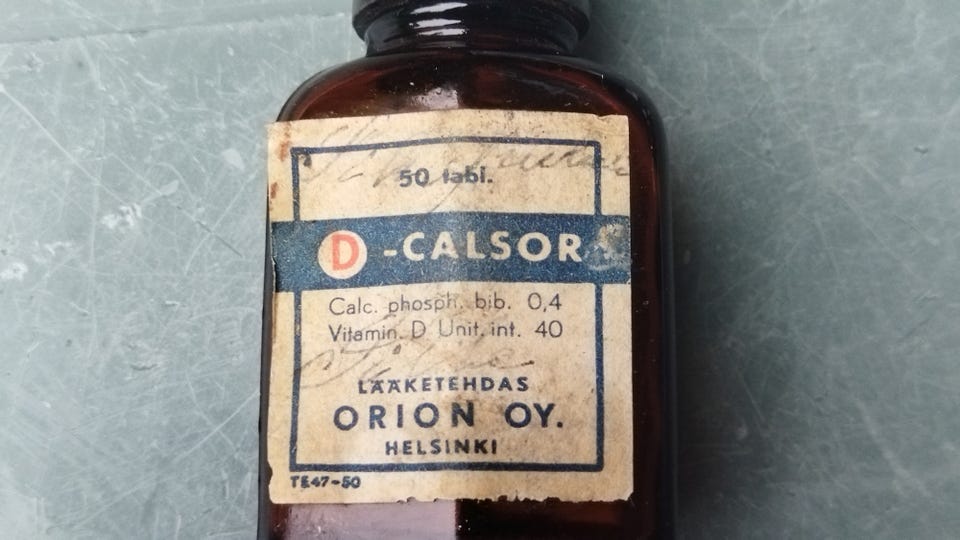 50 tabl.
D-CALSOR
Calc. phosph. bib. 0,4
Vitamin. D Unit. int. 40
LÄÄKETEHDAS
ORION OY.
HELSINKI
TE47-50